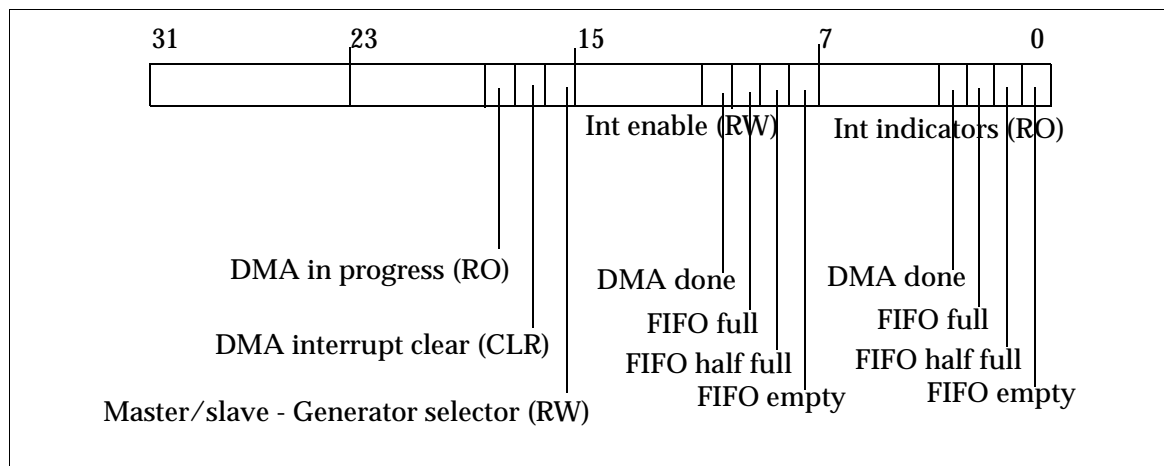 31 23 15 7 0
Int enable (RW) Int indicators (RO)
DMA in progress (RO) DMA done DMA done
FIFO full FIFO full
DMA interrupt clear (CLR) FIFO half full FIFO half full
Master/slave - Generator selector (RW) FIFO empty FIFO empty